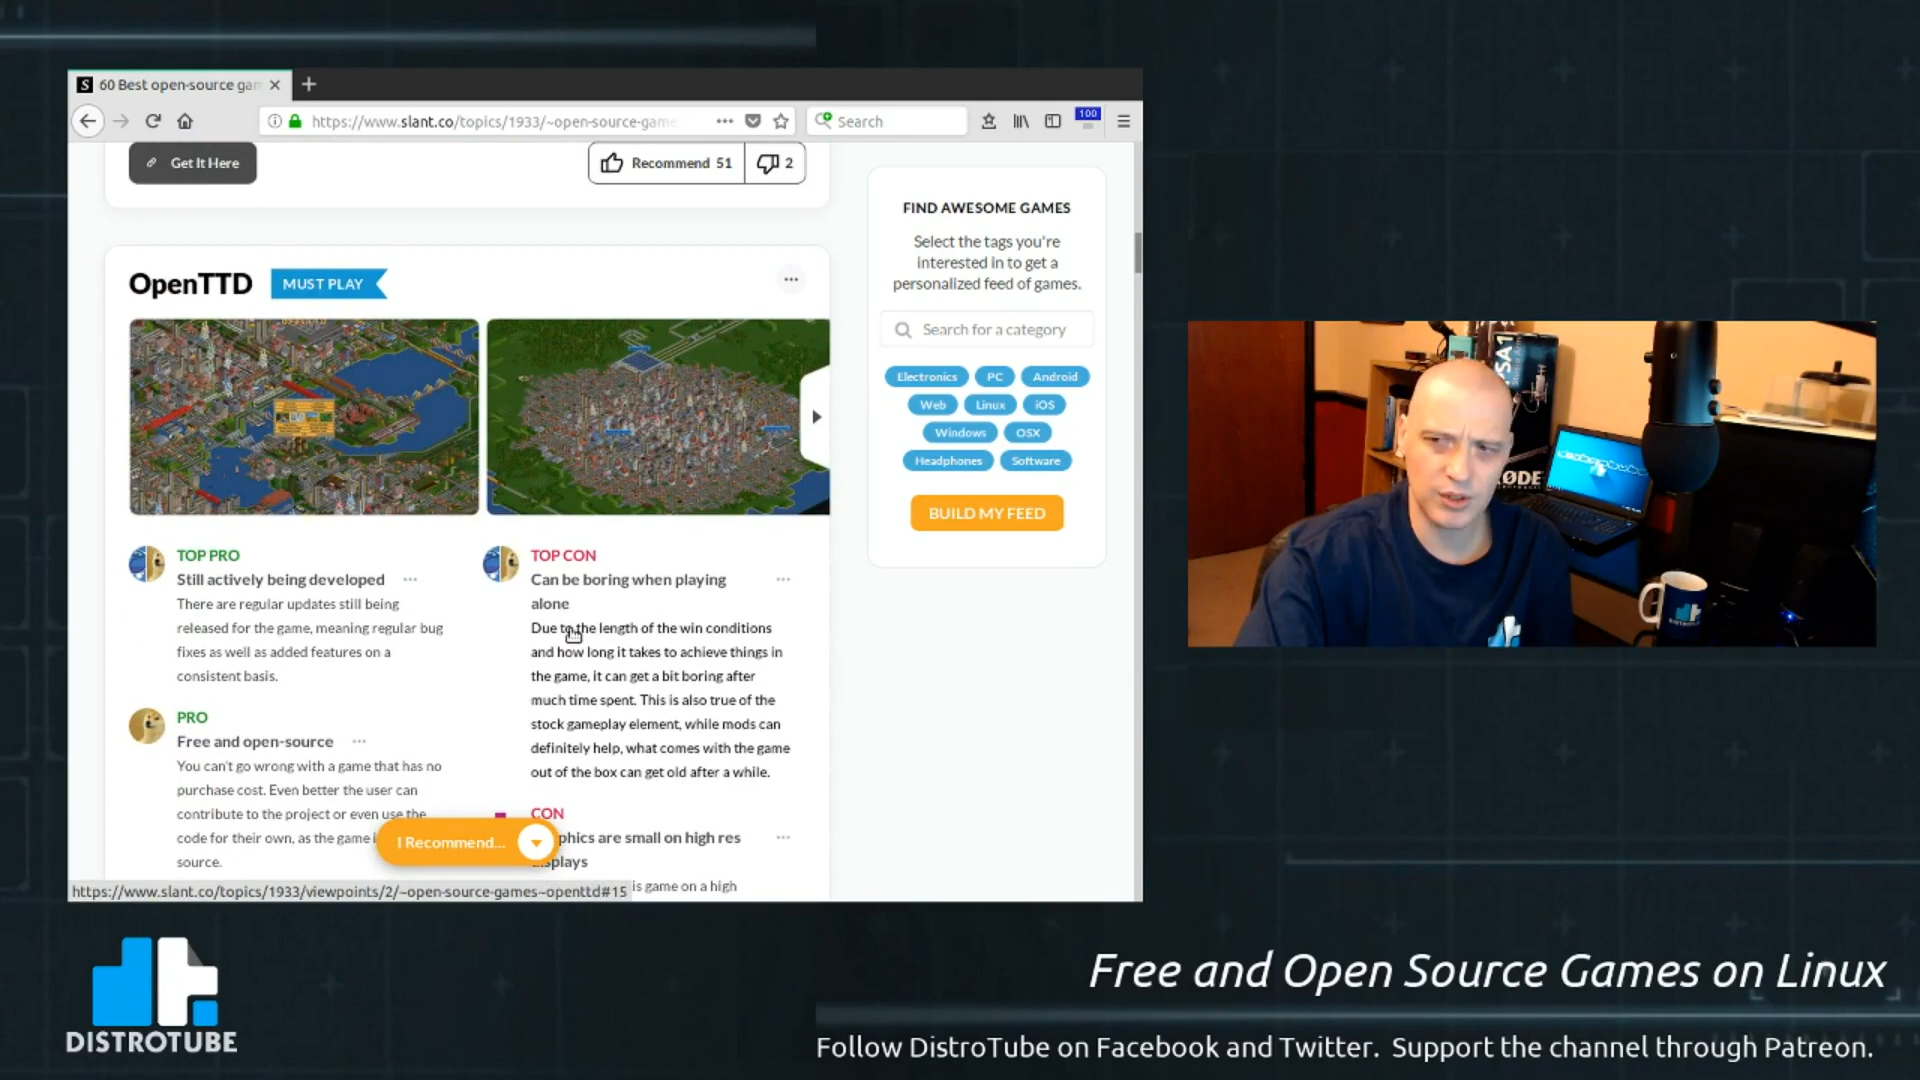 60 Best open-source gam
https://www.slant.co/topics/1933/~open-source-game
Search
100
Get It Here
Recommend 51
2
OpenTTD
MUST PLAY
TOP PRO
Still actively being developed
There are regular updates still being
released for the game, meaning regular bug
fixes as well as added features on a
consistent basis.
PRO
Free and open-source
You can't go wrong with a game that has no
purchase cost. Even better the user can
contribute to the project or even use the
code for their own, as the game i
source.
TOP CON
Can be boring when playing
alone
Due to the length of the win conditions
and how long it takes to achieve things in
the game, it can get a bit boring after
much time spent. This is also true of the
stock gameplay element, while mods can
definitely help, what comes with the game
out of the box can get old after a while.
CON
phics are small on high res
splays
is game on a high
I Recommend...
https://www.slant.co/topics/1933/viewpoints/2/~open-source-games~openttd#15
FIND AWESOME GAMES
Select the tags you're
interested in to get a
personalized feed of games.
Search for a category
Electronics PC Android
Web Linux iOS
Windows OSX
Headphones Software
BUILD MY FEED
RØDE
DISTROTUBE
Free and Open Source Games on Linux
Follow DistroTube on Facebook and Twitter. Support the channel through Patreon.